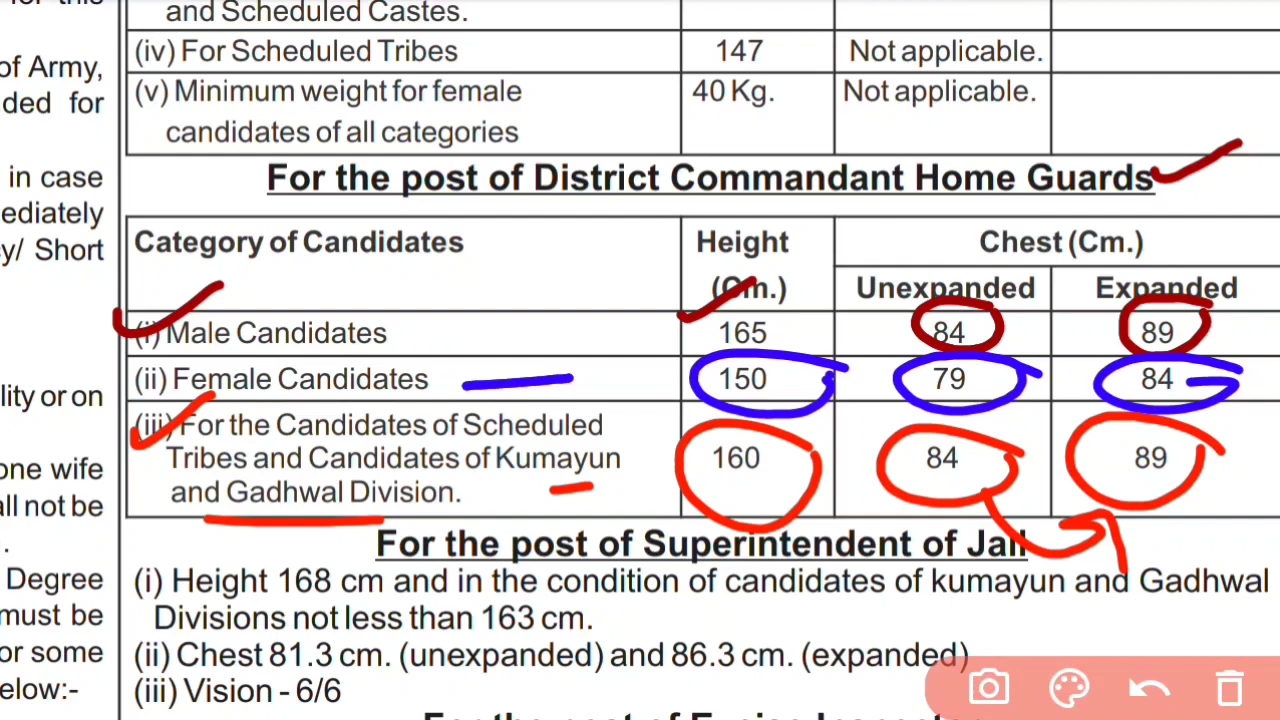 and Scheduled Castes.
(iv) For Scheduled Tribes 147 Not applicable.
(v) Minimum weight for female 40 Kg. Not applicable.
candidates of all categories
of Army,
ded for
in case
ediately
cy/ Short
lity or on
one wife
all not be
.
Degree
must be
or some
elow:-
For the post of District Commandant Home Guards
Category of Candidates Height Chest (Cm.)
(Cm.) Unexpanded Expanded
(i) Male Candidates 165 84 89
(ii) Female Candidates 150 79 84
(iii) For the Candidates of Scheduled
Tribes and Candidates of Kumayun 160 84 89
and Gadhwal Division.
For the post of Superintendent of Jail
(i) Height 168 cm and in the condition of candidates of kumayun and Gadhwal
Divisions not less than 163 cm.
(ii) Chest 81.3 cm. (unexpanded) and 86.3 cm. (expanded)
(iii) Vision - 6/6